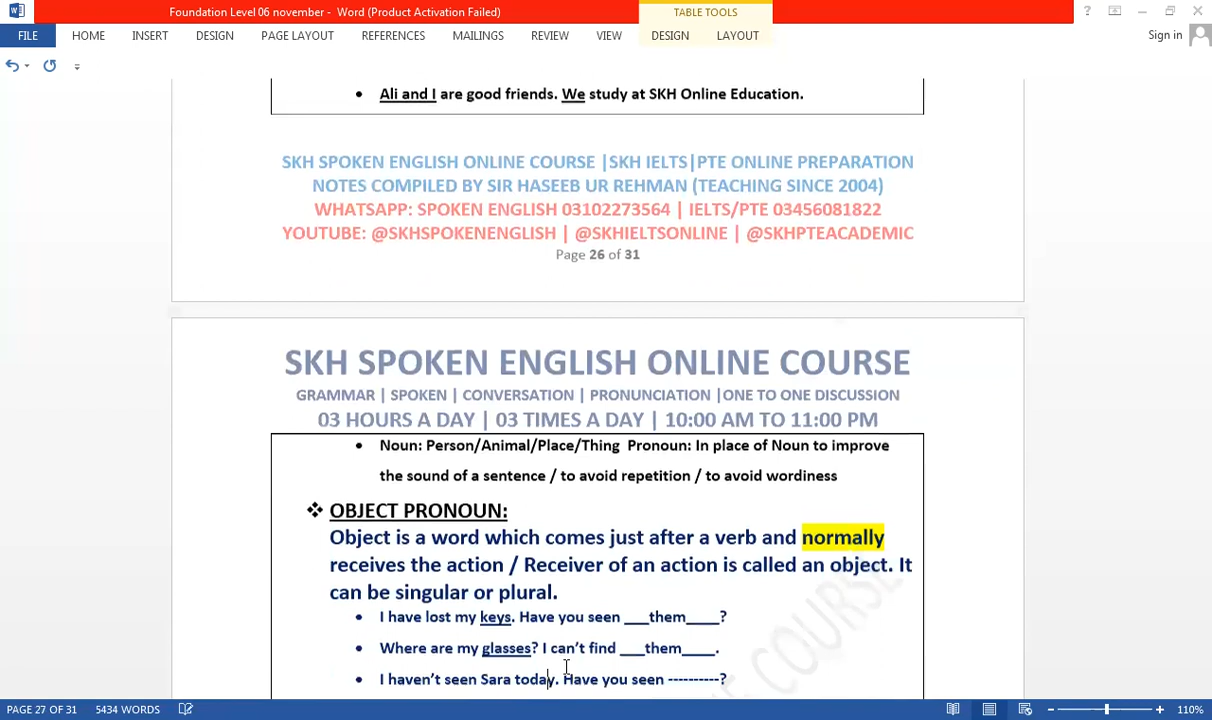 Foundation Level 06 november - Word (Product Activation Failed)
TABLE TOOLS
FILE HOME INSERT DESIGN PAGE LAYOUT REFERENCES MAILINGS REVIEW VIEW DESIGN LAYOUT Sign in
Ali and I are good friends. We study at SKH Online Education.
SKH SPOKEN ENGLISH ONLINE COURSE |SKH IELTS|PTE ONLINE PREPARATION
NOTES COMPILED BY SIR HASEEB UR REHMAN (TEACHING SINCE 2004)
WHATSAPP: SPOKEN ENGLISH 03102273564 | IELTS/PTE 03456081822
YOUTUBE: @SKHSPOKENENGLISH | @SKHIELTSONLINE | @SKHPTEACADEMIC
Page 26 of 31
SKH SPOKEN ENGLISH ONLINE COURSE
GRAMMAR | SPOKEN | CONVERSATION | PRONUNCIATION |ONE TO ONE DISCUSSION
03 HOURS A DAY | 03 TIMES A DAY | 10:00 AM TO 11:00 PM
Noun: Person/Animal/Place/Thing Pronoun: In place of Noun to improve
the sound of a sentence / to avoid repetition / to avoid wordiness
OBJECT PRONOUN:
Object is a word which comes just after a verb and normally
receives the action / Receiver of an action is called an object. It
can be singular or plural.
I have lost my keys. Have you seen ___them____?
Where are my glasses? I can't find ___them____.
I haven't seen Sara today. Have you seen ----------?
COURSE
PAGE 27 OF 31 5434 WORDS 110%